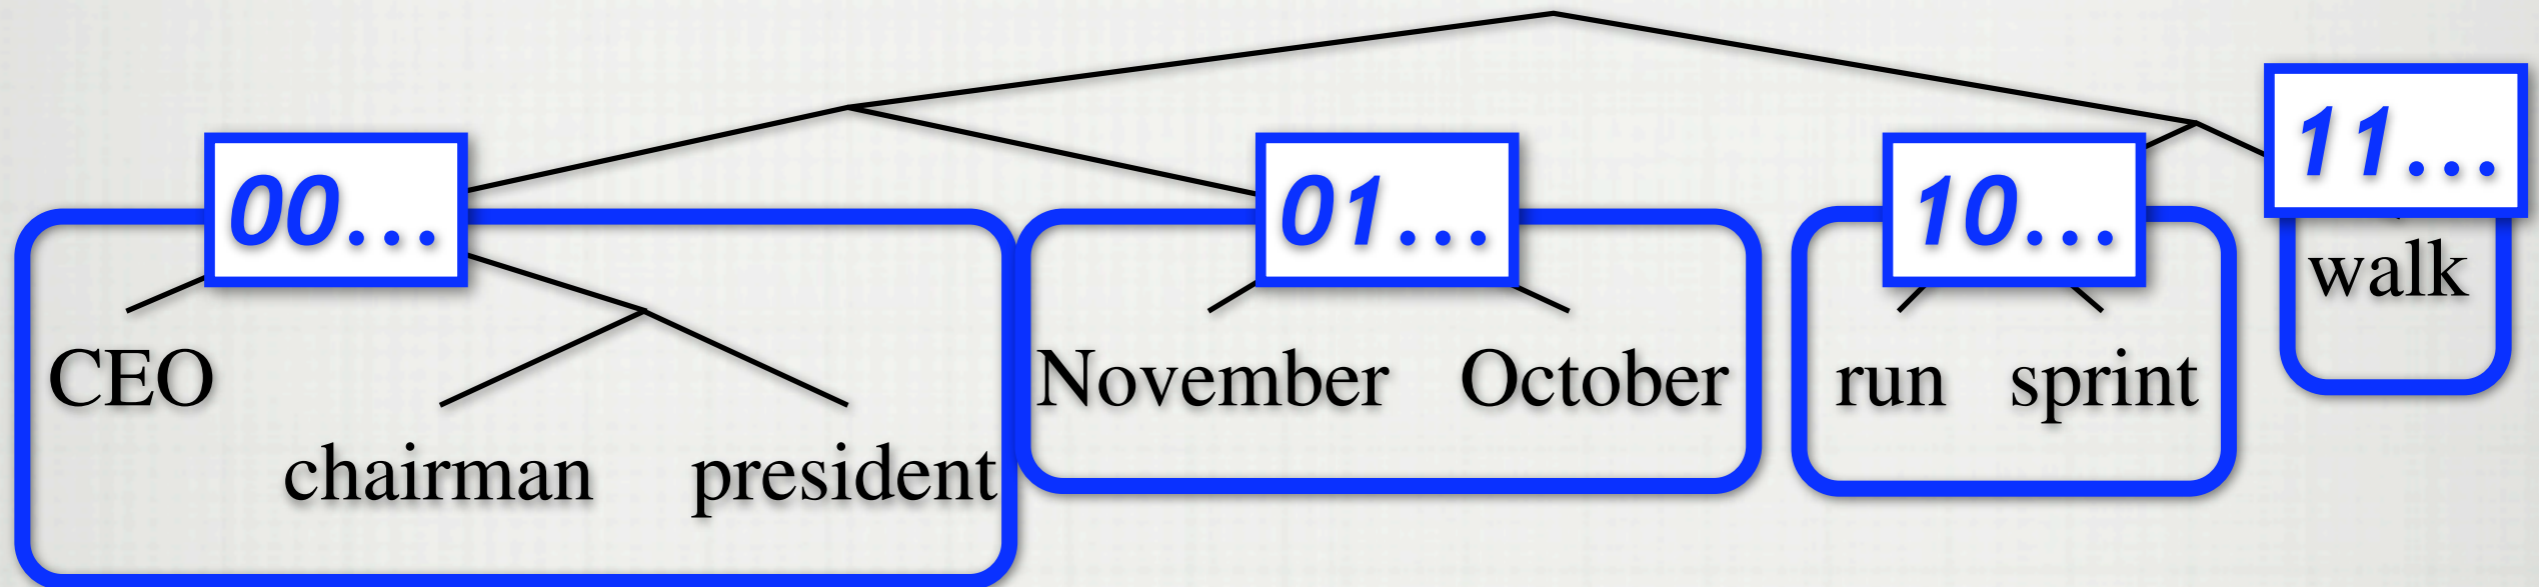 11...
00...
01...
10...
walk
CEO
November
October
run
sprint
chairman
president